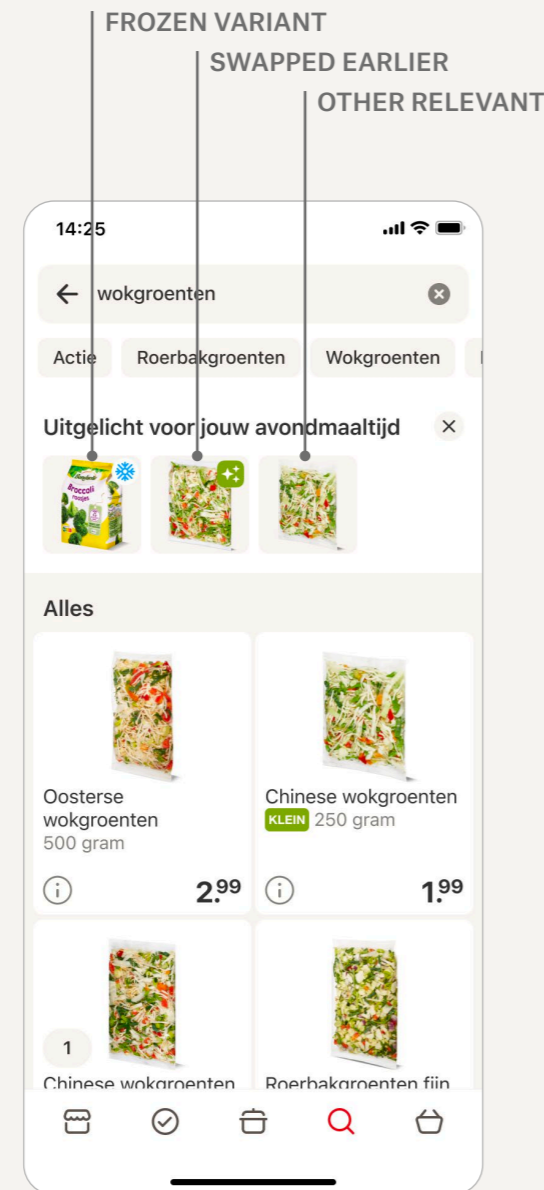 FROZEN VARIANT
SWAPPED EARLIER
OTHER RELEVANT
14:25
wokgroenten
Actie Roerbakgroenten Wokgroenten
Uitgelicht voor jouw avondmaaltijd
Broccoli
roosjes
Alles
Oosterse
wokgroenten
500 gram
2.99
Chinese wokgroenten
KLEIN 250 gram
1.99
1
Chinese wokgroenten
Roerbakgroenten fijn